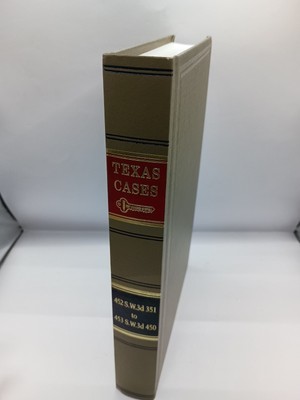 TEXAS
CASES
452 S.W.3d 351
to
453 S.W.3d 450